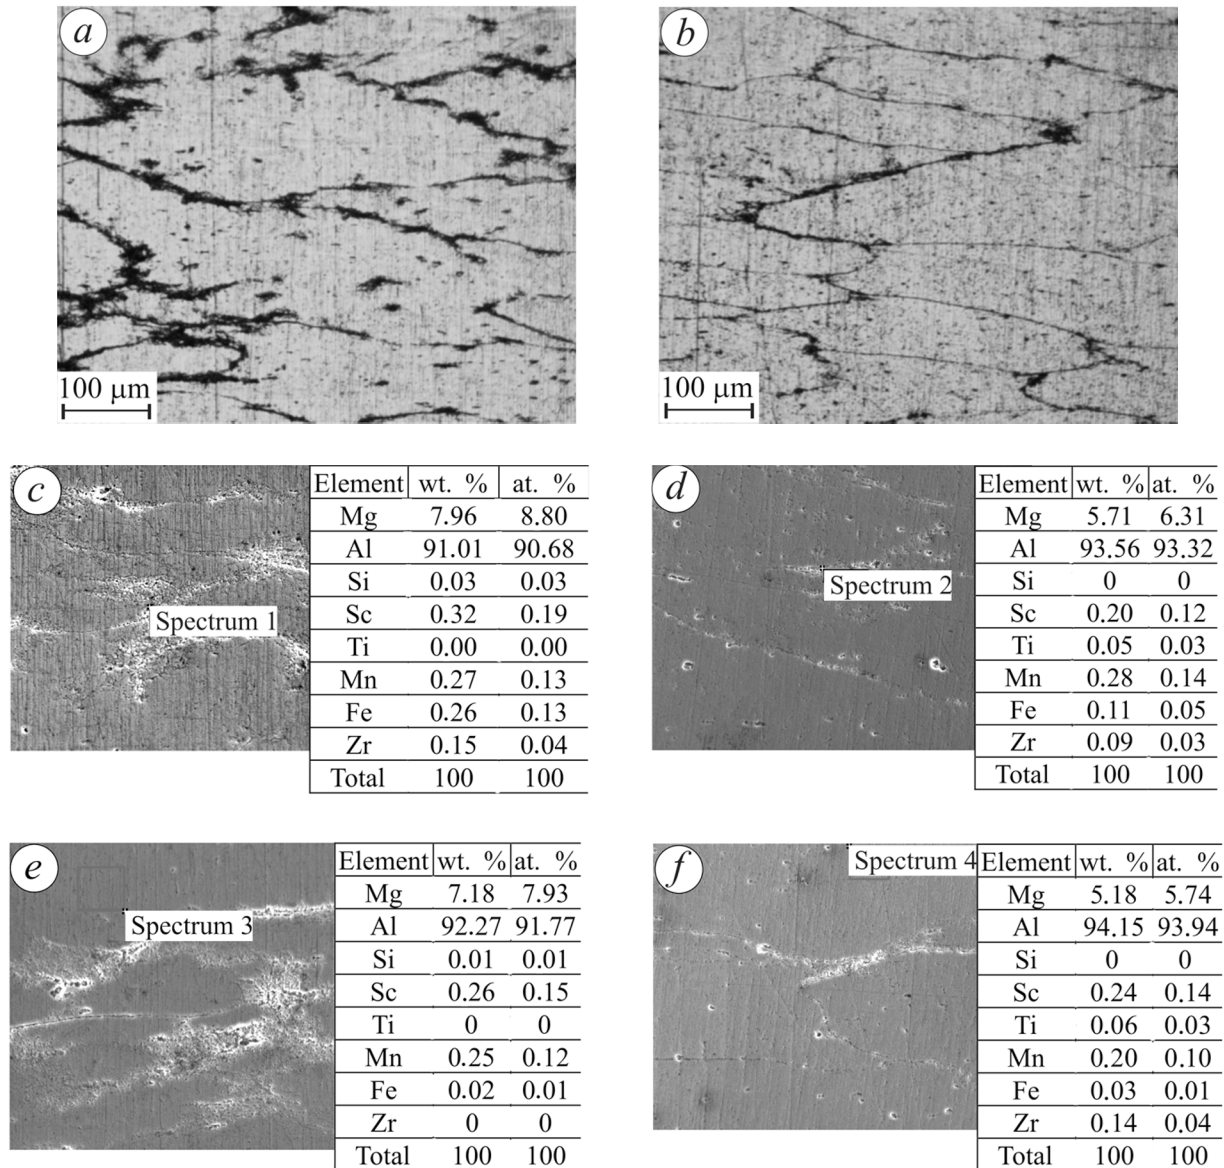 a
b
100 μm
100 μm
c
Element wt. % at. %
Mg 7.96 8.80
Al 91.01 90.68
Si 0.03 0.03
Sc 0.32 0.19
Ti 0.00 0.00
Mn 0.27 0.13
Fe 0.26 0.13
Zr 0.15 0.04
Total 100 100
Spectrum 1
d
Element wt. % at. %
Mg 5.71 6.31
Al 93.56 93.32
Si 0 0
Sc 0.20 0.12
Ti 0.05 0.03
Mn 0.28 0.14
Fe 0.11 0.05
Zr 0.09 0.03
Total 100 100
Spectrum 2
e
Element wt. % at. %
Mg 7.18 7.93
Al 92.27 91.77
Si 0.01 0.01
Sc 0.26 0.15
Ti 0 0
Mn 0.25 0.12
Fe 0.02 0.01
Zr 0 0
Total 100 100
Spectrum 3
f
Spectrum 4
Element wt. % at. %
Mg 5.18 5.74
Al 94.15 93.94
Si 0 0
Sc 0.24 0.14
Ti 0.06 0.03
Mn 0.20 0.10
Fe 0.03 0.01
Zr 0.14 0.04
Total 100 100